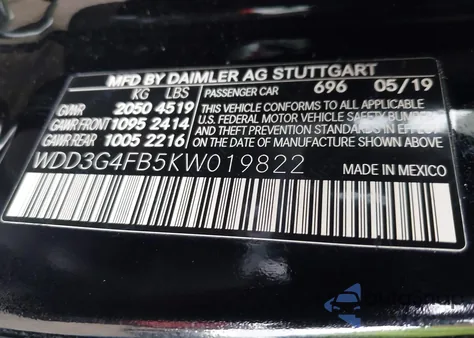 MFD BY DAIMLER AG STUTTGART
KG LBS
GVWR 2050 4519
GAWR FRONT 1095 2414
GAWR REAR 1005 2216
PASSENGER CAR 696 05/19
THIS VEHICLE CONFORMS TO ALL APPLICABLE
U.S. FEDERAL MOTOR VEHICLE SAFETY, BUMPER
AND THEFT PREVENTION STANDARDS IN EFFECT
ON THE DATE OF MANUFACTURE SHOWN ABOVE
WDD3G4FB5KW019822
MADE IN MEXICO